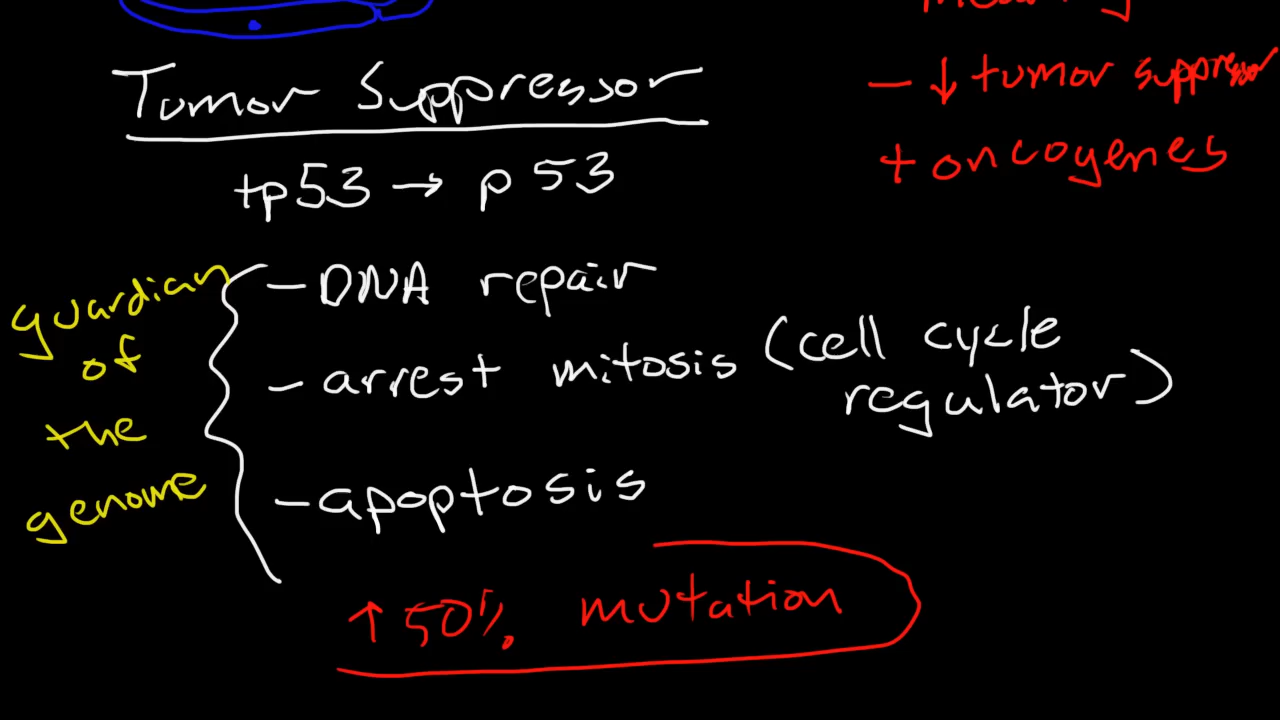 Tumor Suppressor
tp53 → p53
- DNA repair
- arrest mitosis (cell cycle
regulator)
- apoptosis
guardian
of
the
genome
↑ 50% mutation
- ↓ tumor suppressor
+ oncogenes